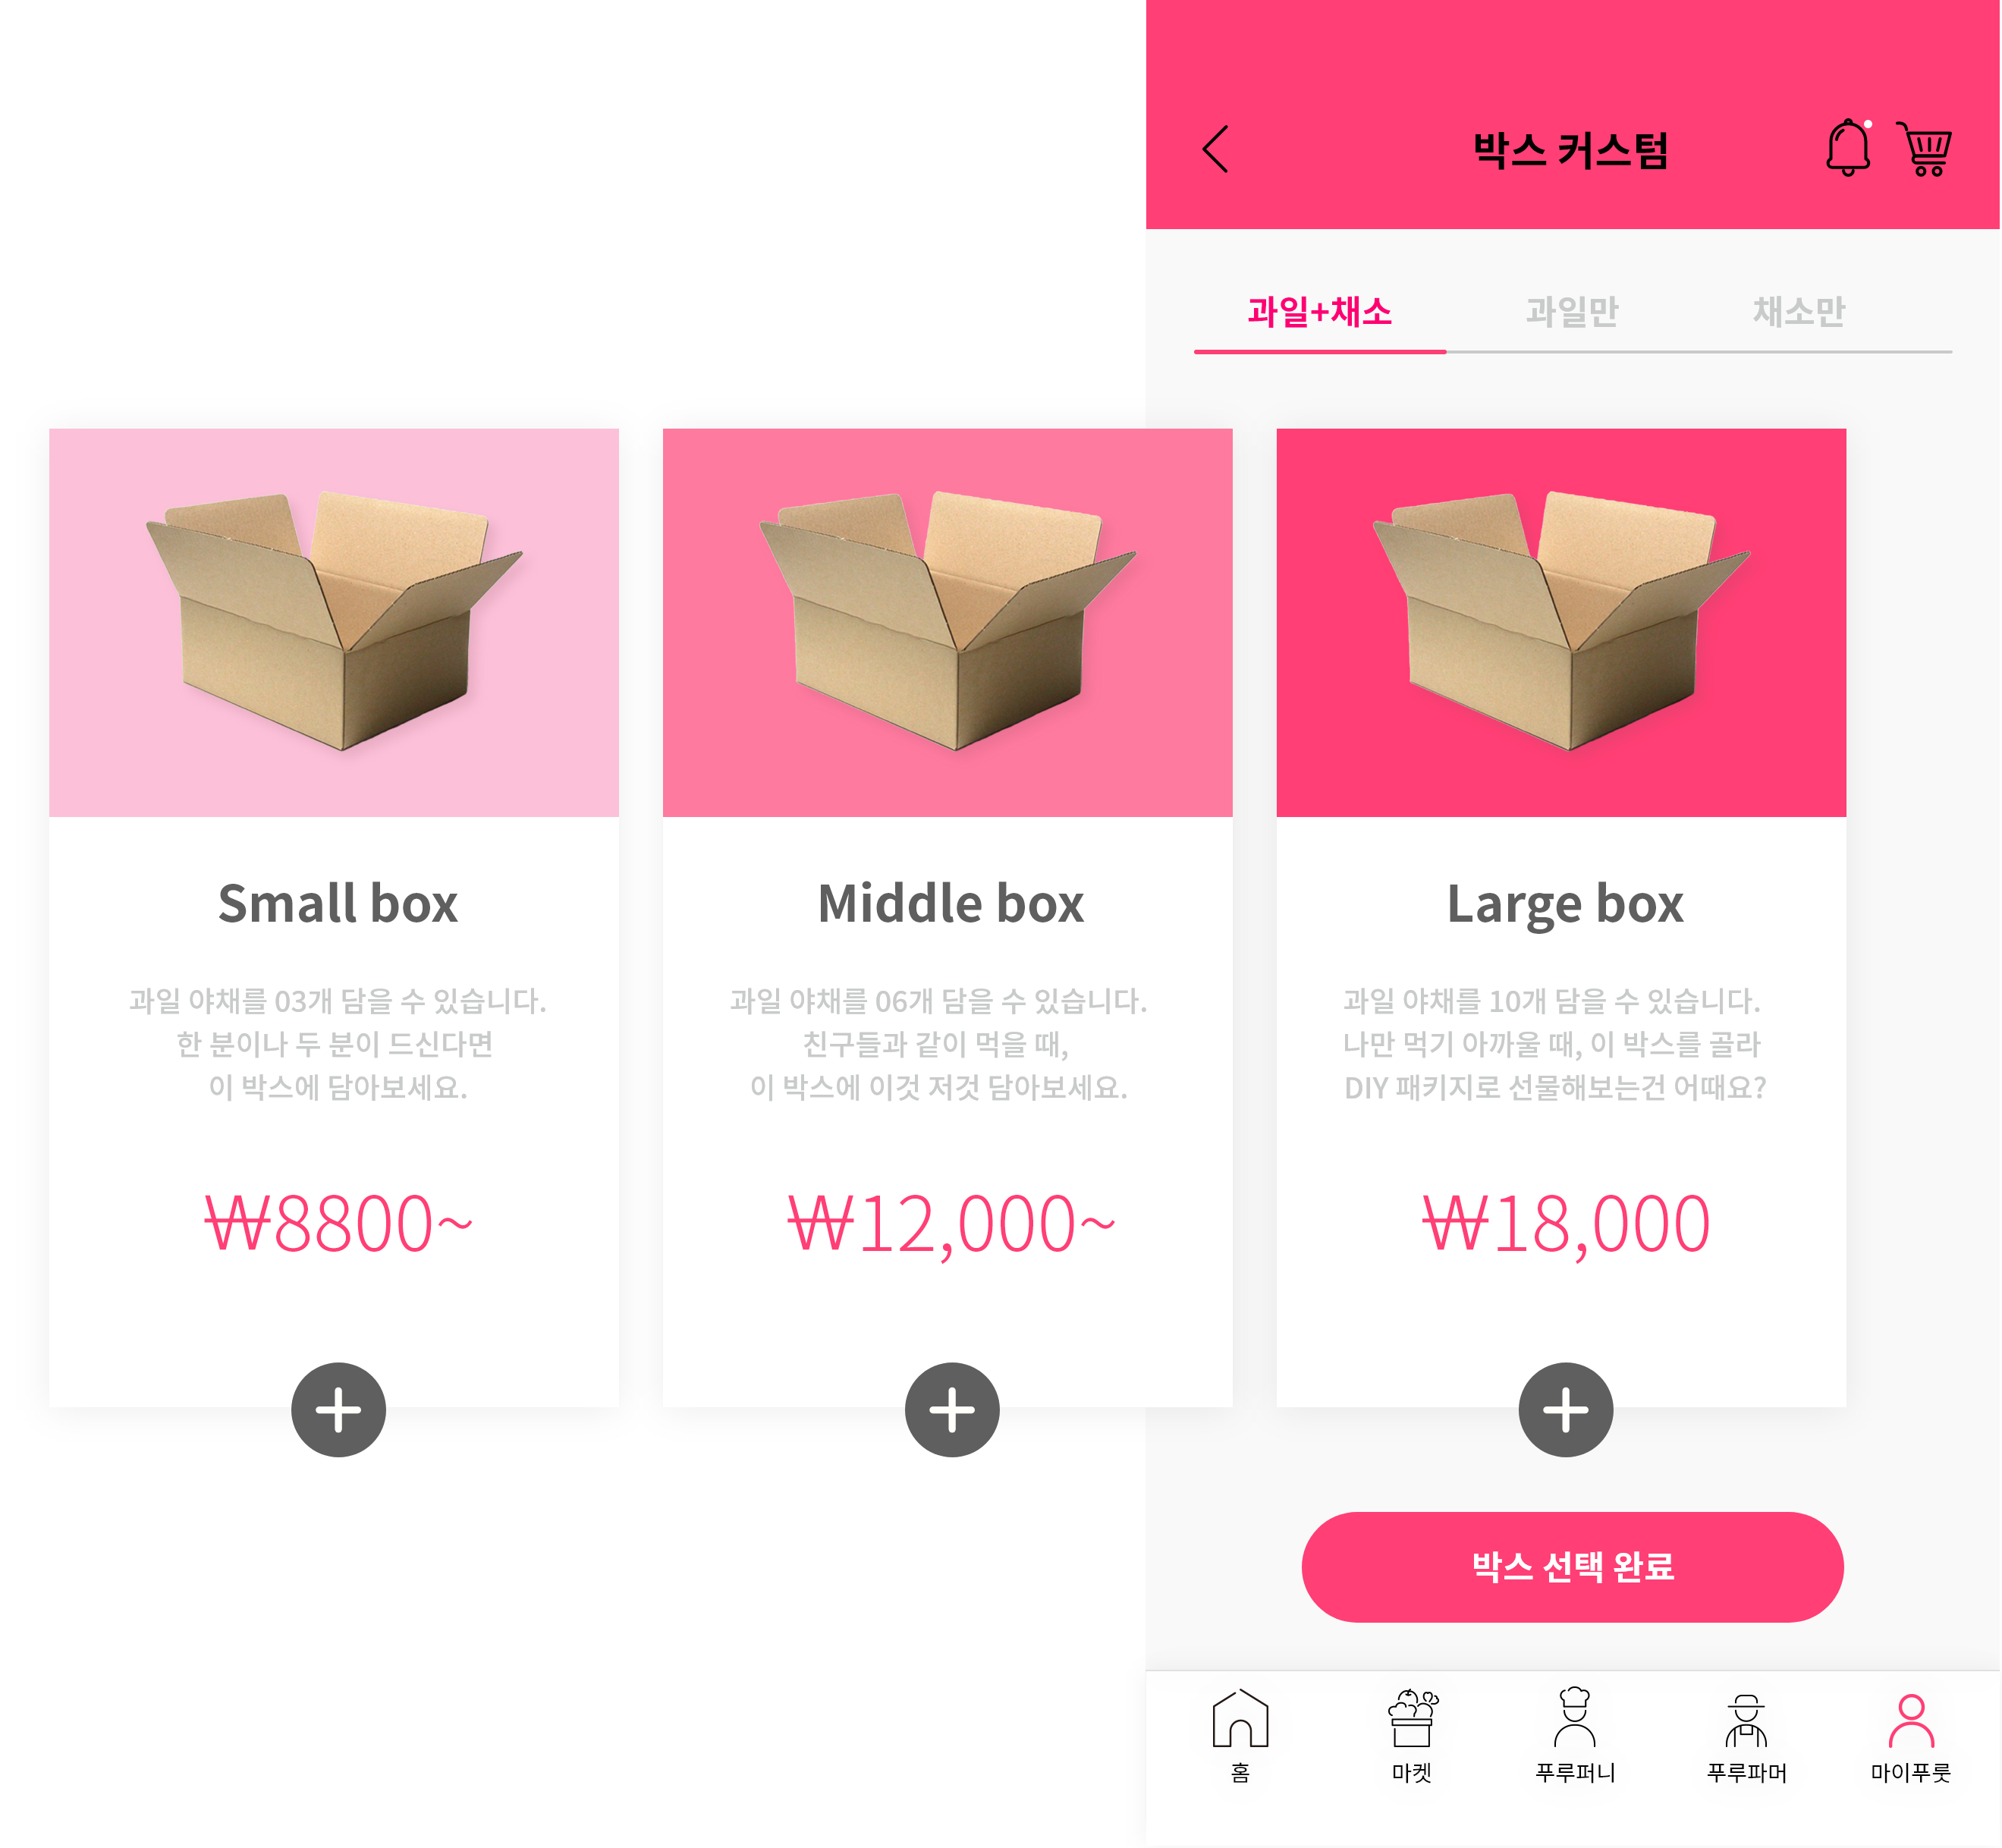 박스 커스텀
과일+채소
과일만
채소만
Small box
과일 야채를 03개 담을 수 있습니다.
한 분이나 두 분이 드신다면
이 박스에 담아보세요.
₩8800~
Middle box
과일 야채를 06개 담을 수 있습니다.
친구들과 같이 먹을 때,
이 박스에 이것 저것 담아보세요.
₩12,000~
Large box
과일 야채를 10개 담을 수 있습니다.
나만 먹기 아까울 때, 이 박스를 골라
DIY 패키지로 선물해보는건 어때요?
₩18,000
박스 선택 완료
홈
마켓
푸루퍼니
푸루파머
마이푸룻